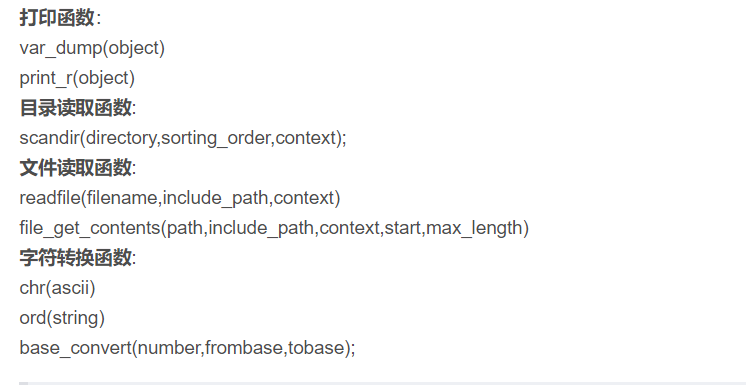 打印函数:
var_dump(object)
print_r(object)
目录读取函数:
scandir(directory,sorting_order,context);
文件读取函数:
readfile(filename,include_path,context)
file_get_contents(path,include_path,context,start,max_length)
字符转换函数:
chr(ascii)
ord(string)
base_convert(number,frombase,tobase);